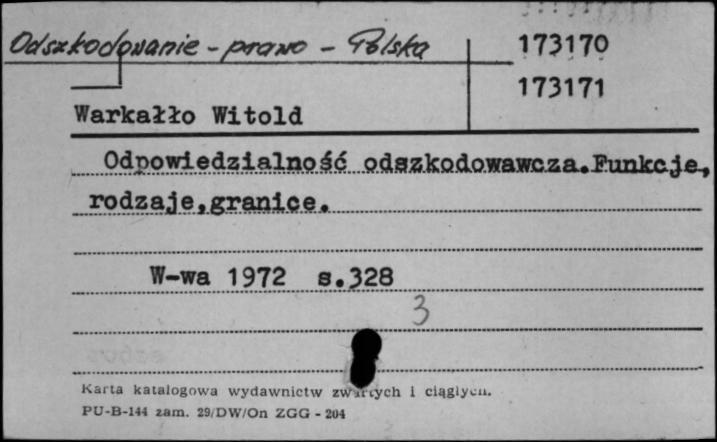 Odszkodowanie - prawo - Polska
173170
173171
Warkałło Witold
Odpowiedzialność odszkodowawcza.Funkcje,
rodzaje,granice.
W-wa 1972 s.328
3
Karta katalogowa wydawnictw zwartych i ciągłych.
PU-B-144 zam. 29/DW/On ZGG - 204